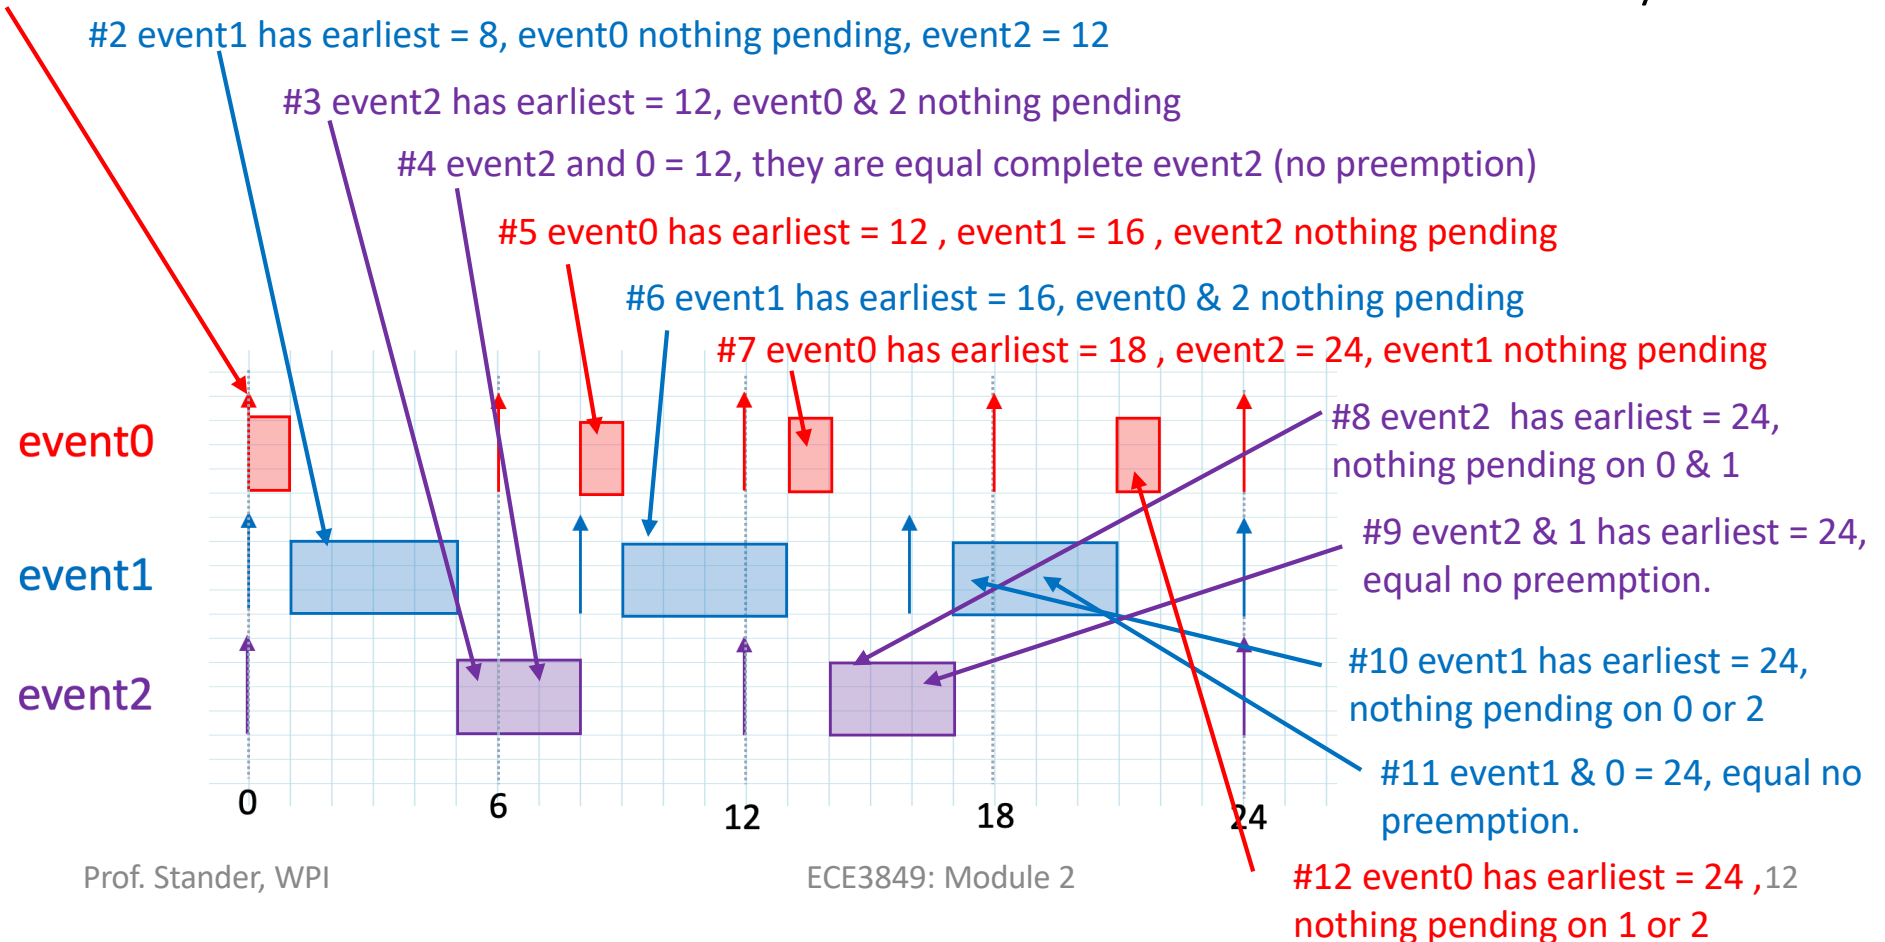 #2 event1 has earliest = 8, event0 nothing pending, event2 = 12
#3 event2 has earliest = 12, event0 & 2 nothing pending
#4 event2 and 0 = 12, they are equal complete event2 (no preemption)
#5 event0 has earliest = 12 , event1 = 16 , event2 nothing pending
#6 event1 has earliest = 16, event0 & 2 nothing pending
#7 event0 has earliest = 18 , event2 = 24, event1 nothing pending
#8 event2 has earliest = 24,
nothing pending on 0 & 1
event0
#9 event2 & 1 has earliest = 24,
equal no preemption.
event1
#10 event1 has earliest = 24,
nothing pending on 0 or 2
event2
#11 event1 & 0 = 24, equal no
preemption.
0 6 12 18 24
#12 event0 has earliest = 24 ,
nothing pending on 1 or 2
Prof. Stander, WPI
ECE3849: Module 2
12